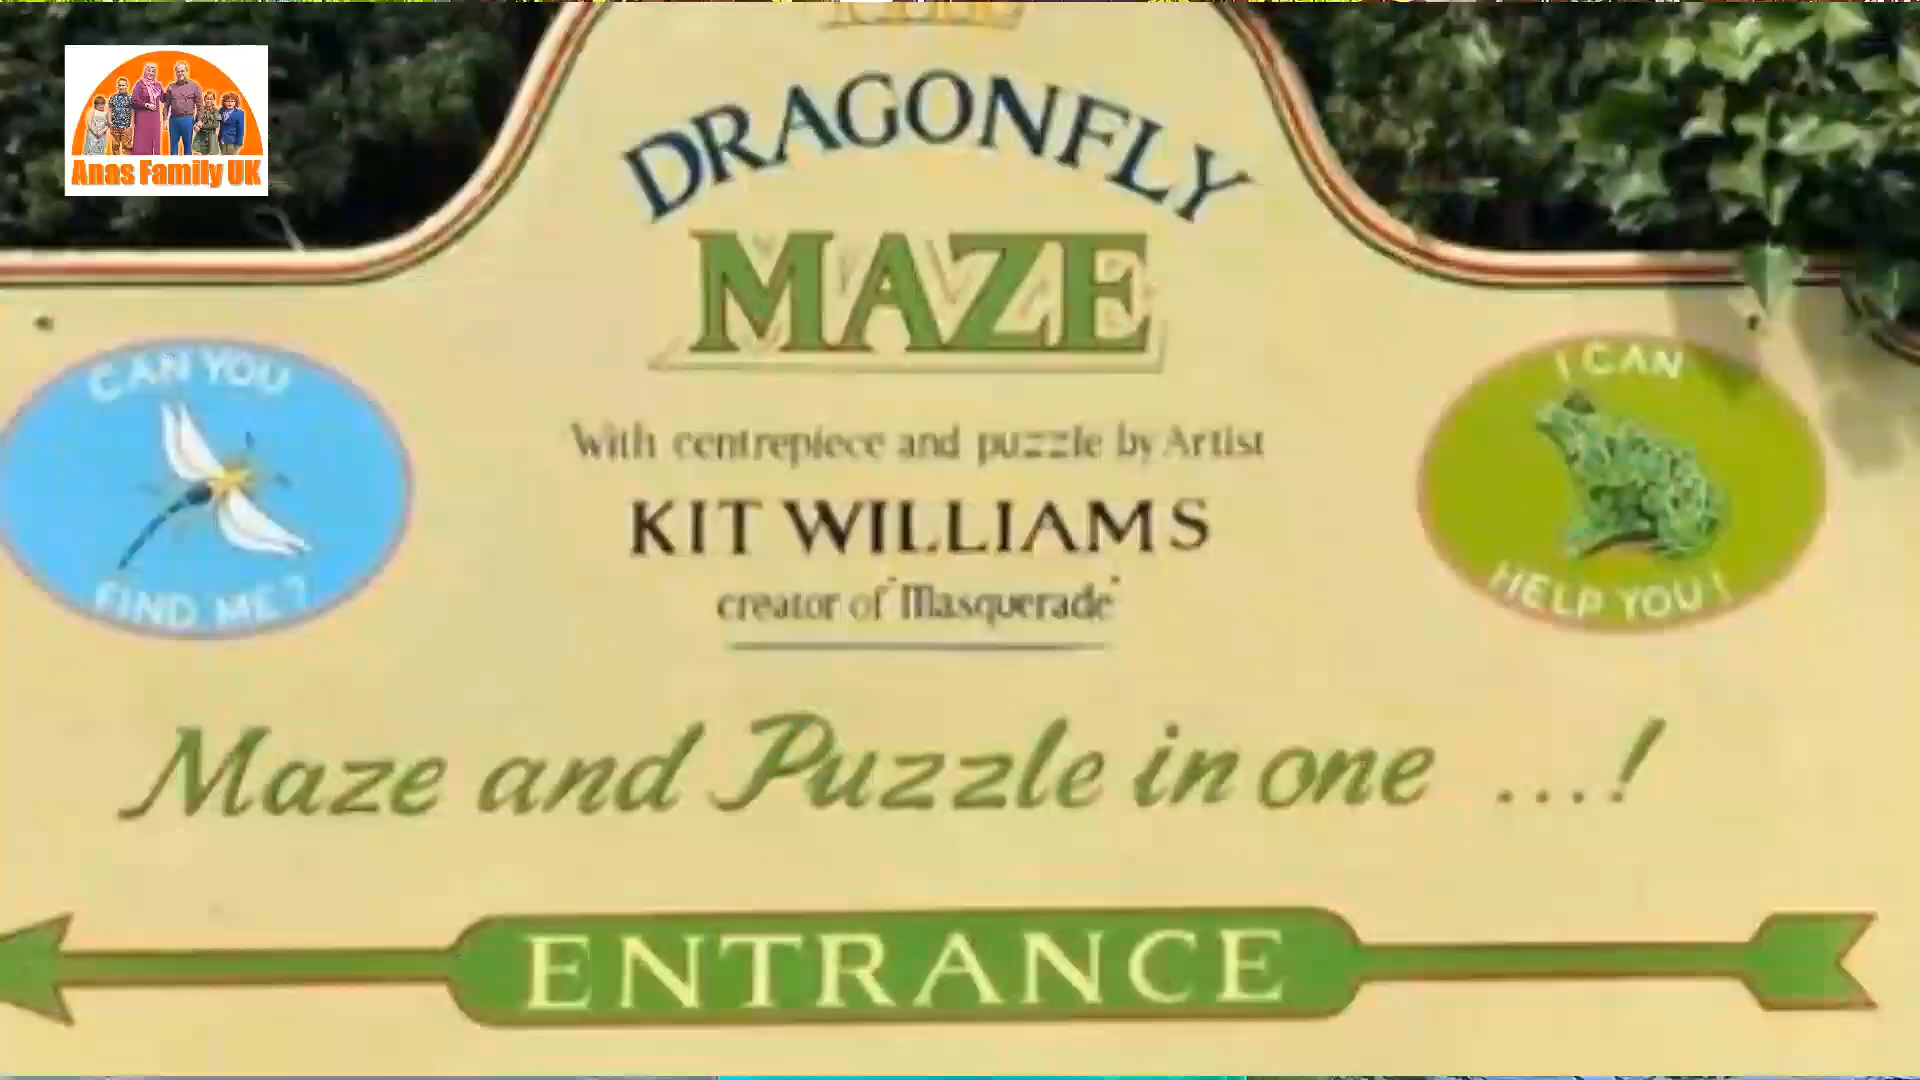 THE
DRAGONFLY
MAZE
With centrepiece and puzzle by Artist
KIT WILLIAMS
creator of "Masquerade"
CAN YOU
FIND ME?
I CAN
HELP YOU!
Maze and Puzzle in one ...!
ENTRANCE
Anas Family UK